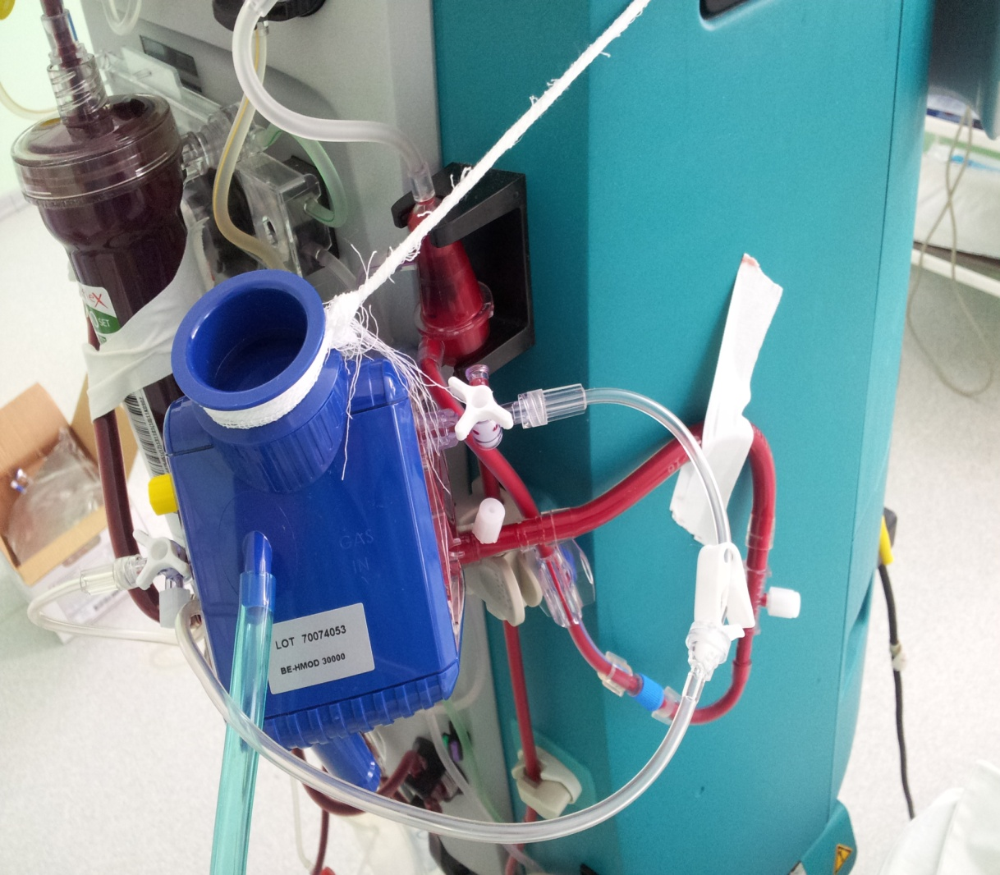 X
SET
GAS
IN
LOT 70074053
BE-HMOD 30000